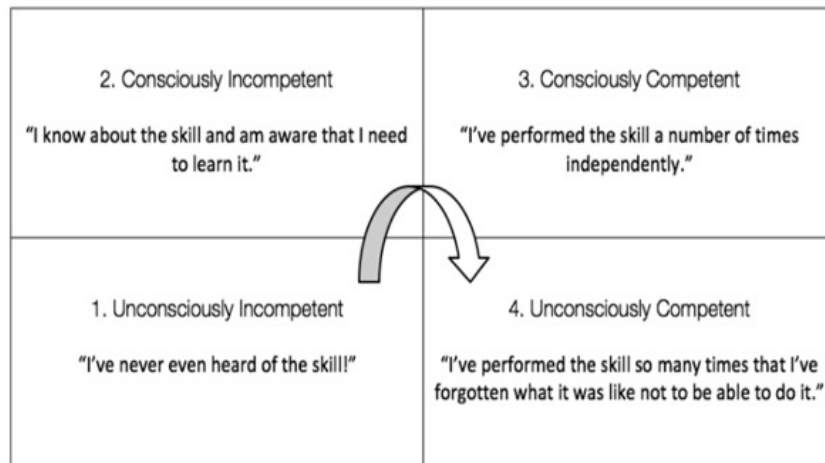 2. Consciously Incompetent
"I know about the skill and am aware that I need
to learn it."
3. Consciously Competent
"I've performed the skill a number of times
independently."
1. Unconsciously Incompetent
"I've never even heard of the skill!"
4. Unconsciously Competent
"I've performed the skill so many times that I've
forgotten what it was like not to be able to do it."